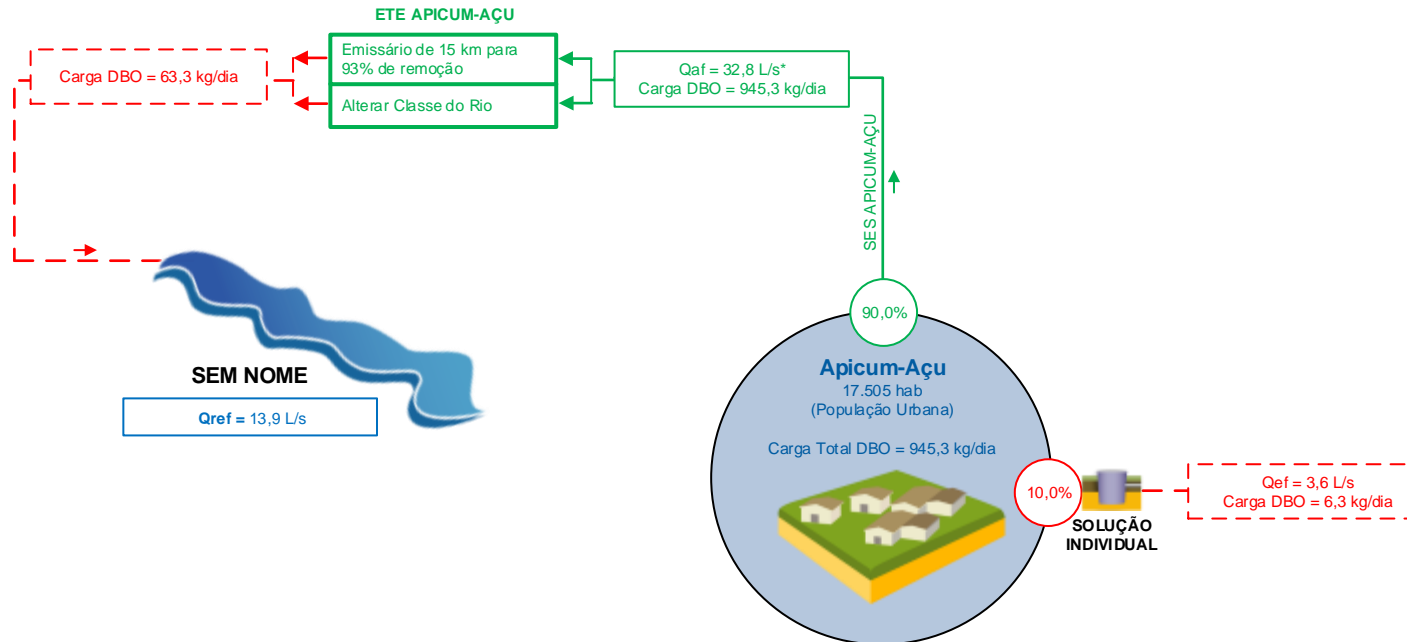 ETE APICUM-AÇU
Carga DBO = 63,3 kg/dia
Emissário de 15 km para
93% de remoção
Alterar Classe do Rio
Qaf = 32,8 L/s*
Carga DBO = 945,3 kg/dia
SES APICUM-AÇU
SEM NOME
Qref = 13,9 L/s
90,0%
Apicum-Açu
17.505 hab
(População Urbana)
Carga Total DBO = 945,3 kg/dia
10,0%
SOLUÇÃO
INDIVIDUAL
Qef = 3,6 L/s
Carga DBO = 6,3 kg/dia